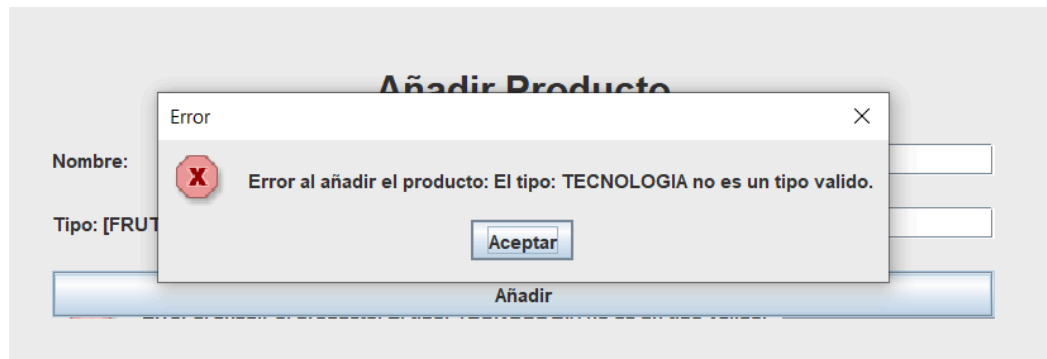 Añadir Producto
Error
Nombre:
Error al añadir el producto: El tipo: TECNOLOGIA no es un tipo valido.
Tipo: [FRUT
Aceptar
Añadir